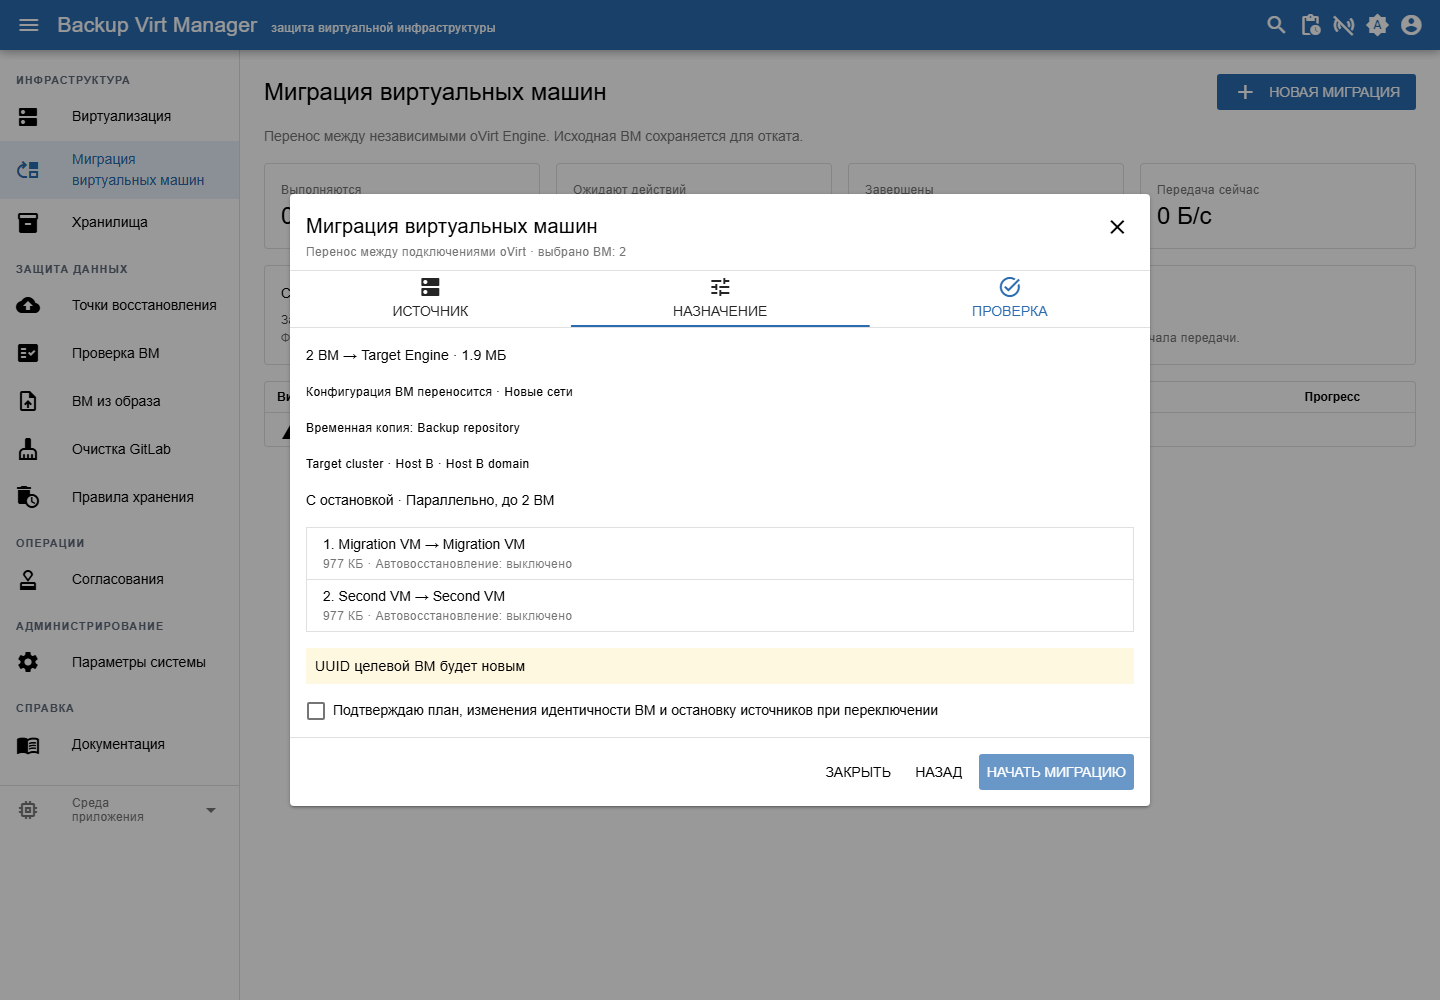 Backup Virt Manager защита виртуальной инфраструктуры
ИНФРАСТРУКТУРА
Виртуализация
Миграция
виртуальных машин
Хранилища
ЗАЩИТА ДАННЫХ
Точки восстановления
Проверка ВМ
ВМ из образа
Очистка GitLab
Правила хранения
ОПЕРАЦИИ
Согласования
АДМИНИСТРИРОВАНИЕ
Параметры системы
СПРАВКА
Документация
Среда
приложения
Миграция виртуальных машин
НОВАЯ МИГРАЦИЯ
Перенос между независимыми oVirt Engine. Исходная ВМ сохраняется для отката.
Выполняются
Ожидают действий
Завершены
Передача сейчас
0 Б/с
чала передачи.
Прогресс
Миграция виртуальных машин
Перенос между подключениями oVirt · выбрано ВМ: 2
ИСТОЧНИК
НАЗНАЧЕНИЕ
ПРОВЕРКА
2 ВМ → Target Engine · 1.9 МБ
Конфигурация ВМ переносится · Новые сети
Временная копия: Backup repository
Target cluster · Host B · Host B domain
С остановкой · Параллельно, до 2 ВМ
1. Migration VM → Migration VM
977 КБ · Автовосстановление: выключено
2. Second VM → Second VM
977 КБ · Автовосстановление: выключено
UUID целевой ВМ будет новым
Подтверждаю план, изменения идентичности ВМ и остановку источников при переключении
ЗАКРЫТЬ
НАЗАД
НАЧАТЬ МИГРАЦИЮ